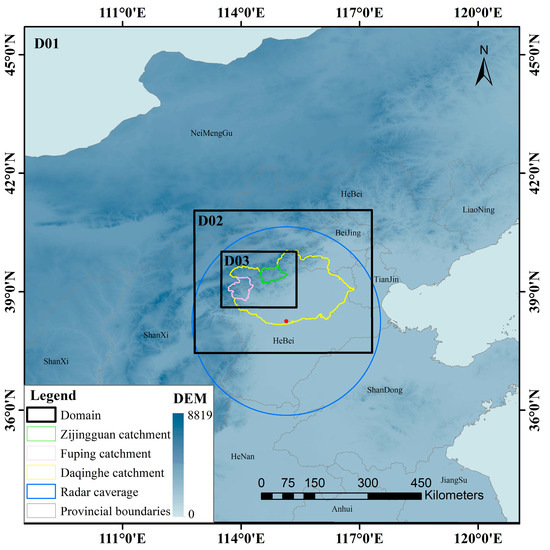 111°0'E 114°0'E 117°0'E 120°0'E
D01
N
45°0'N
45°0'N
NeiMengGu
42°0'N
42°0'N
HeBei
LiaoNing
D02
BeiJing
D03
TianJin
39°0'N
39°0'N
ShanXi
HeBei
ShanXi
ShanDong
36°0'N
36°0'N
Legend
DEM
Domain
8819
Zijingguan catchment
Fuping catchment
Daqinghe catchment
Radar caverage
Provincial boundaries
0
HeNan
JiangSu
0 75 150 300 450
Kilometers
Anhui
111°0'E 114°0'E 117°0'E 120°0'E